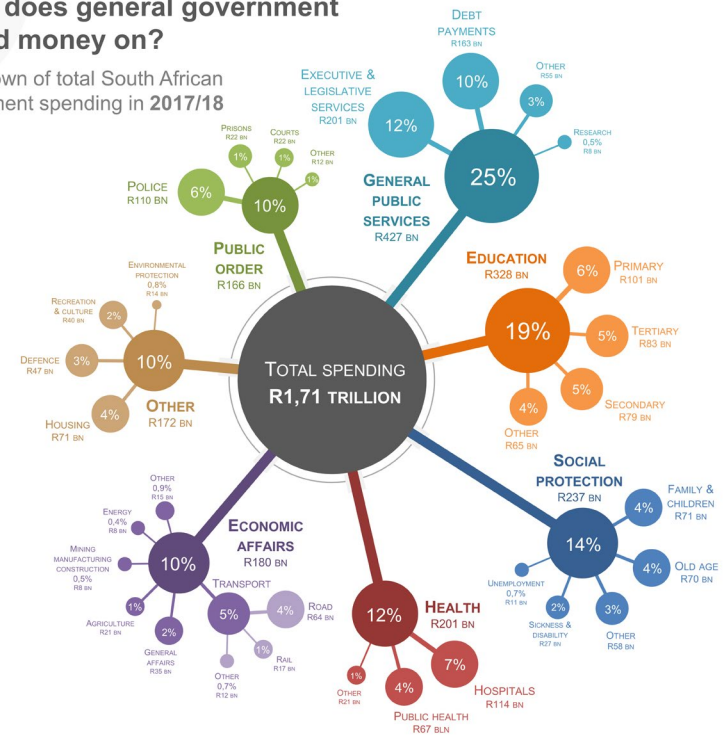 does general government
d money on?
own of total South African
ment spending in 2017/18
TOTAL SPENDING
R1,71 TRILLION
GENERAL
PUBLIC
SERVICES
R427 BN
25%
EXECUTIVE &
LEGISLATIVE
SERVICES
R201 BN
12%
DEBT
PAYMENTS
R163 BN
10%
OTHER
R55 BN
3%
RESEARCH
0,5%
R8 BN
EDUCATION
R328 BN
19%
6%
PRIMARY
R101 BN
5%
TERTIARY
R83 BN
5%
SECONDARY
R79 BN
4%
OTHER
R65 BN
SOCIAL
PROTECTION
R237 BN
14%
4%
FAMILY &
CHILDREN
R71 BN
4%
OLD AGE
R70 BN
3%
OTHER
R58 BN
2%
SICKNESS &
DISABILITY
R27 BN
UNEMPLOYMENT
0,7%
R11 BN
HEALTH
R201 BN
12%
7%
HOSPITALS
R114 BN
4%
PUBLIC HEALTH
R67 BLN
1%
OTHER
R21 BN
ECONOMIC
AFFAIRS
R180 BN
10%
TRANSPORT
5%
4%
ROAD
R64 BN
1%
RAIL
R17 BN
OTHER
0,7%
R12 BN
2%
GENERAL
AFFAIRS
R35 BN
1%
AGRICULTURE
R21 BN
MINING
MANUFACTURING
CONSTRUCTION
0,5%
R8 BN
ENERGY
0,4%
R8 BN
OTHER
0,9%
R15 BN
OTHER
R172 BN
10%
4%
HOUSING
R71 BN
3%
DEFENCE
R47 BN
2%
RECREATION
& CULTURE
R40 BN
ENVIRONMENTAL
PROTECTION
0,8%
R14 BN
PUBLIC
ORDER
R166 BN
10%
6%
POLICE
R110 BN
PRISONS
R22 BN
1%
COURTS
R22 BN
1%
OTHER
R12 BN
1%